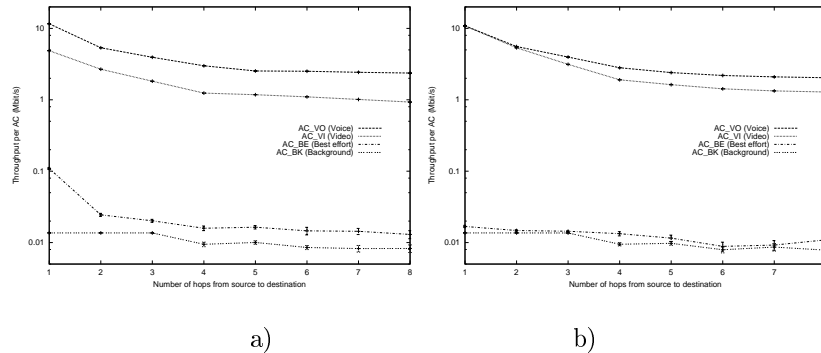 10
1
0.1
0.01
Throughput per AC (Mbit/s)
AC_VO (Voice)
AC_VI (Video)
AC_BE (Best effort)
AC_BK (Background)
1 2 3 4 5 6 7 8
Number of hops from source to destination
a)
10
1
0.1
0.01
Throughput per AC (Mbit/s)
AC_VO (Voice)
AC_VI (Video)
AC_BE (Best effort)
AC_BK (Background)
1 2 3 4 5 6 7
Number of hops from source to destination
b)